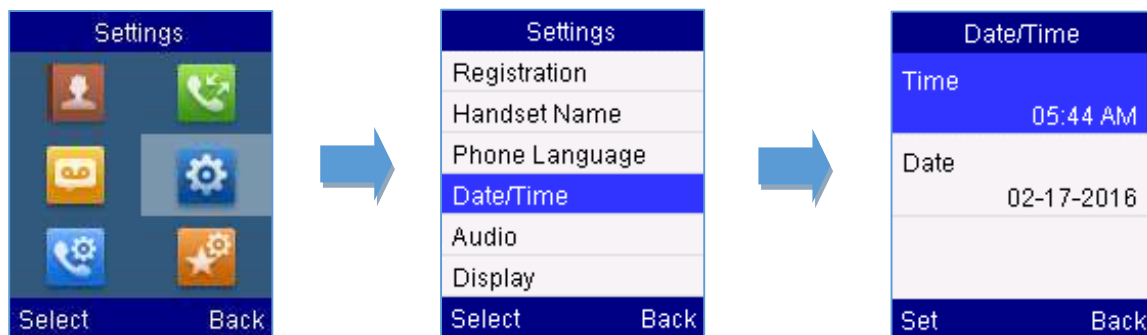 Settings
Select Back
Settings
Registration
Handset Name
Phone Language
Date/Time
Audio
Display
Select Back
Date/Time
Time
05:44 AM
Date
02-17-2016
Set Back